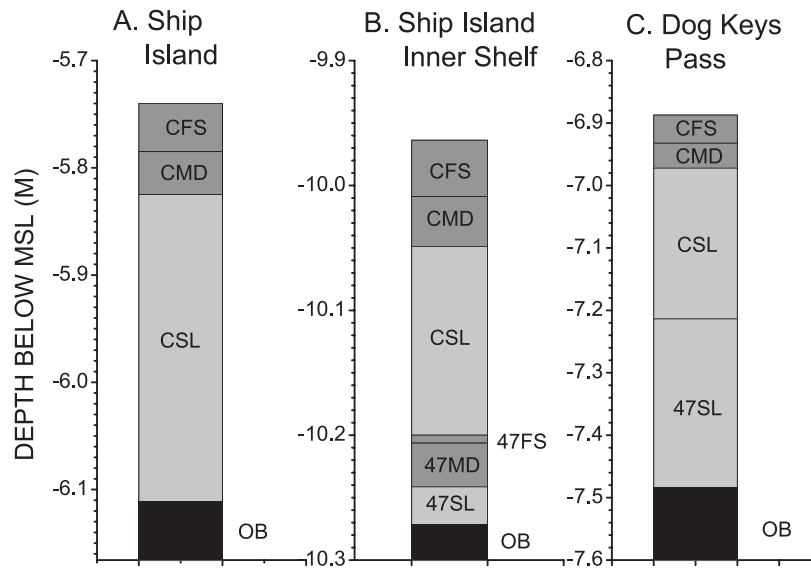 A. Ship
Island
B. Ship Island
Inner Shelf
C. Dog Keys
Pass
DEPTH BELOW MSL (M)
-5.7
-5.8
-5.9
-6.0
-6.1
CFS
CMD
CSL
OB
-9.9
-10.0
-10.1
-10.2
-10.3
CFS
CMD
CSL
47FS
47MD
47SL
OB
-6.8
-6.9
-7.0
-7.1
-7.2
-7.3
-7.4
-7.5
-7.6
CFS
CMD
CSL
47SL
OB